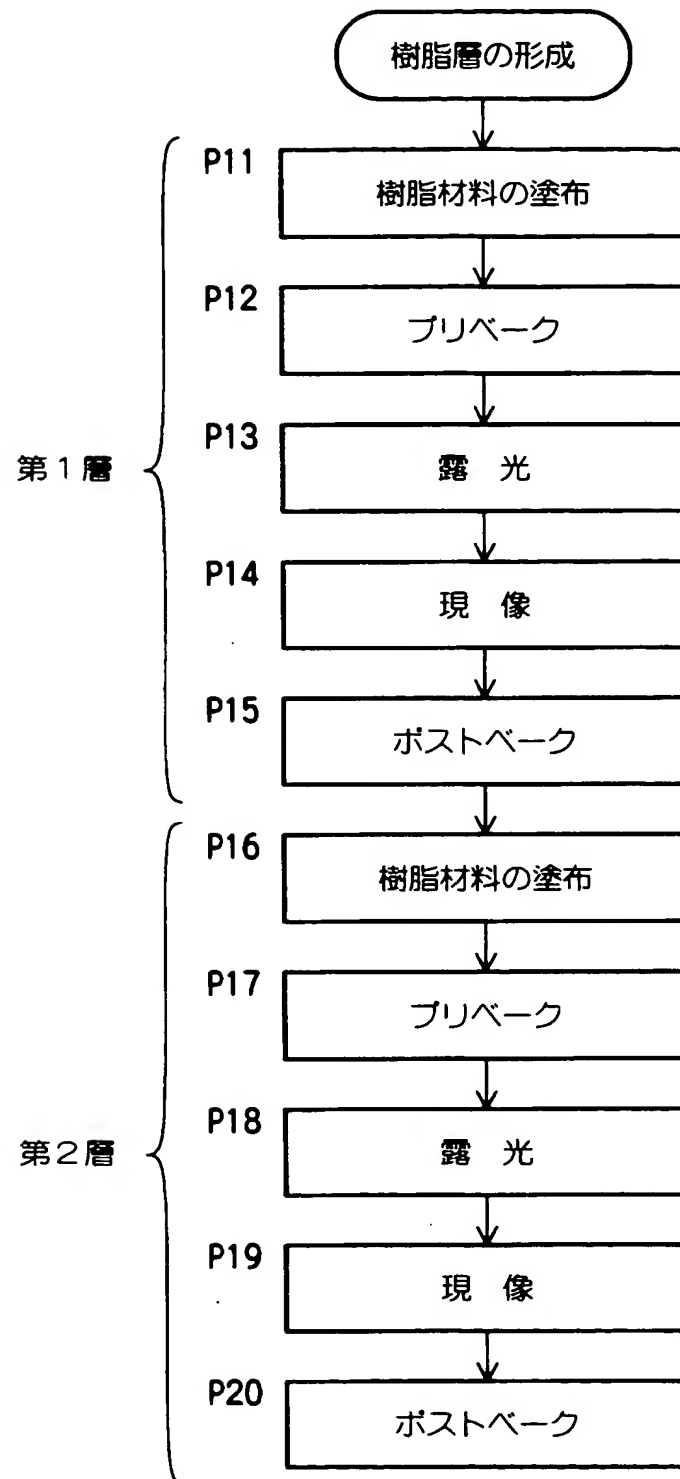 樹脂層の形成
P11
樹脂材料の塗布
P12
プリベーク
第1層
P13
露 光
P14
現 像
P15
ポストベーク
P16
樹脂材料の塗布
P17
プリベーク
第2層
P18
露 光
P19
現 像
P20
ポストベーク